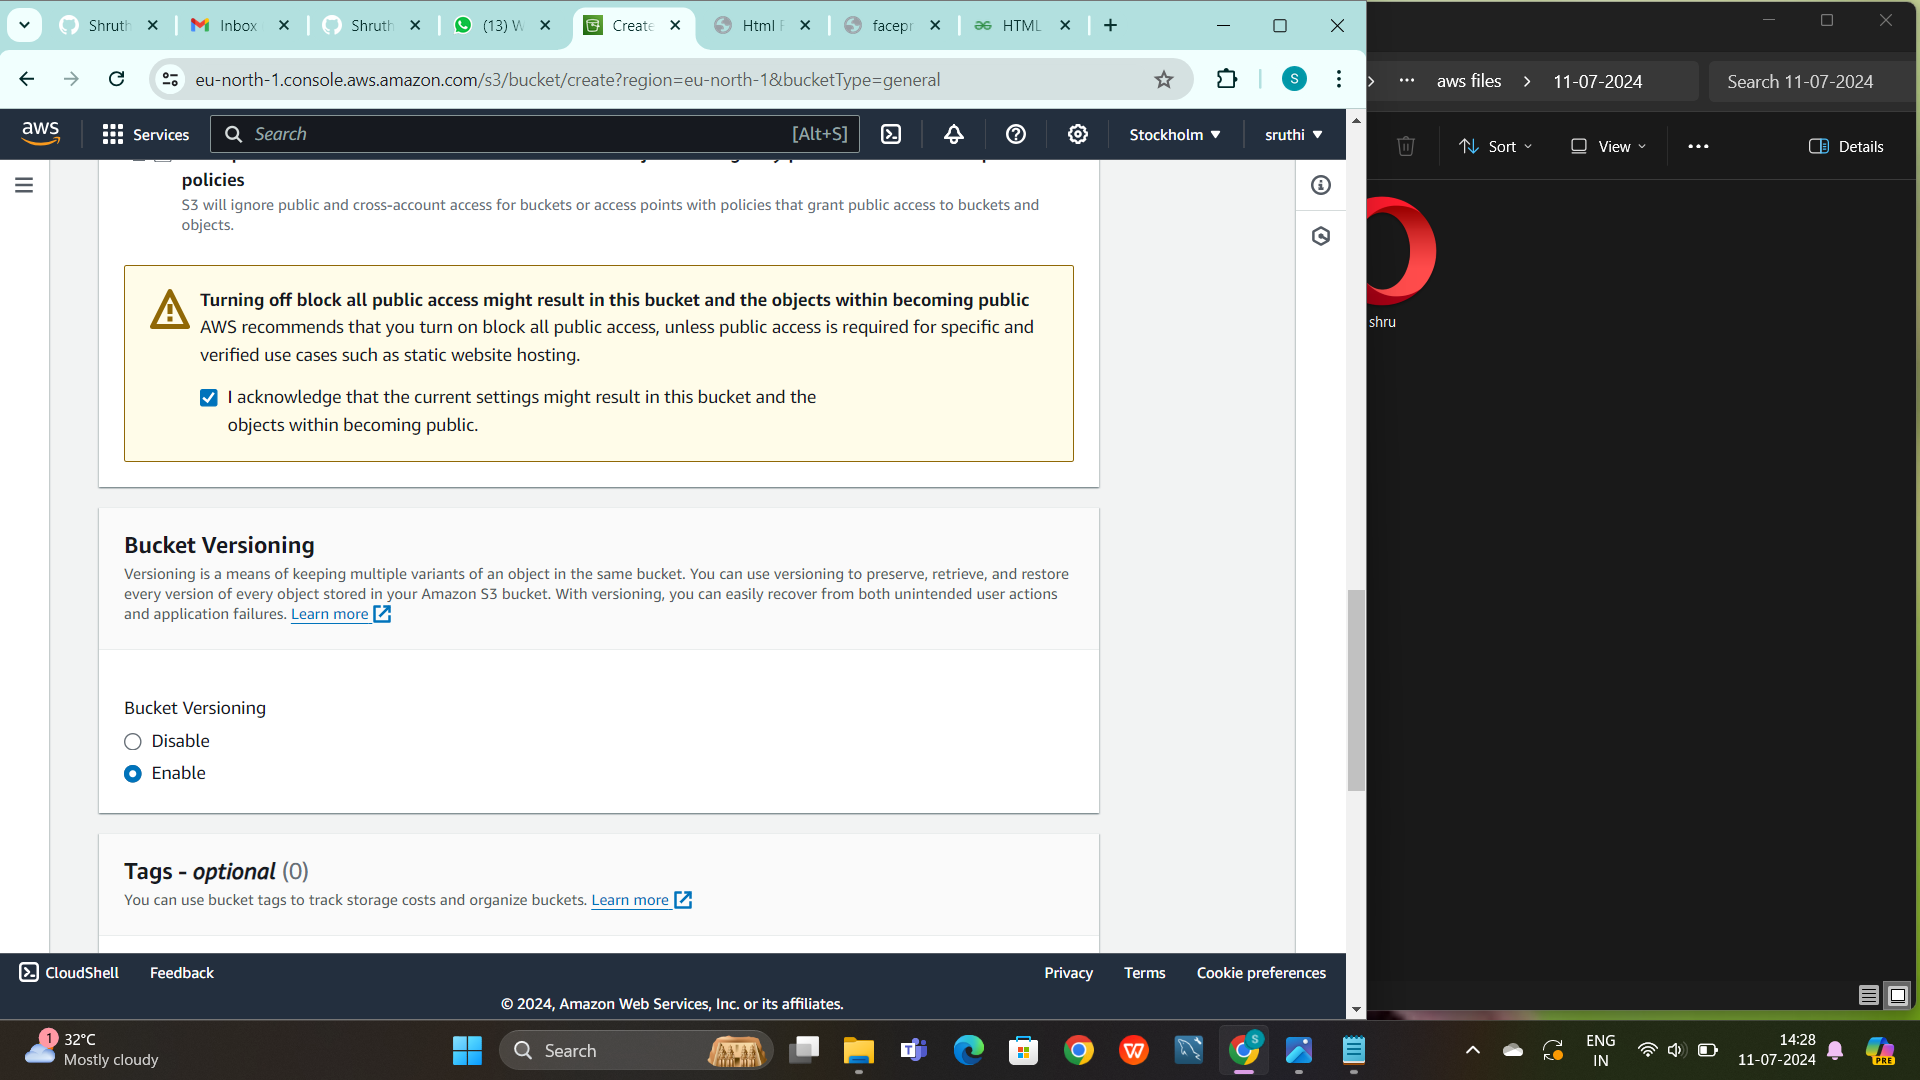 Shruth
Inbox
Shruth
(13) W
Create
Html F
facepr
HTML
eu-north-1.console.aws.amazon.com/s3/bucket/create?region=eu-north-1&bucketType=general
S
aws
Services
Search
[Alt+S]
Stockholm
sruthi
policies
S3 will ignore public and cross-account access for buckets or access points with policies that grant public access to buckets and
objects.
Turning off block all public access might result in this bucket and the objects within becoming public
AWS recommends that you turn on block all public access, unless public access is required for specific and
verified use cases such as static website hosting.
I acknowledge that the current settings might result in this bucket and the
objects within becoming public.
Bucket Versioning
Versioning is a means of keeping multiple variants of an object in the same bucket. You can use versioning to preserve, retrieve, and restore
every version of every object stored in your Amazon S3 bucket. With versioning, you can easily recover from both unintended user actions
and application failures. Learn more
Bucket Versioning
Disable
Enable
Tags - optional (0)
You can use bucket tags to track storage costs and organize buckets. Learn more
CloudShell
Feedback
Privacy
Terms
Cookie preferences
© 2024, Amazon Web Services, Inc. or its affiliates.
aws files
11-07-2024
Search 11-07-2024
Sort
View
Details
shru
1
32°C
Mostly cloudy
Search
S
ENG
IN
14:28
11-07-2024
PRE